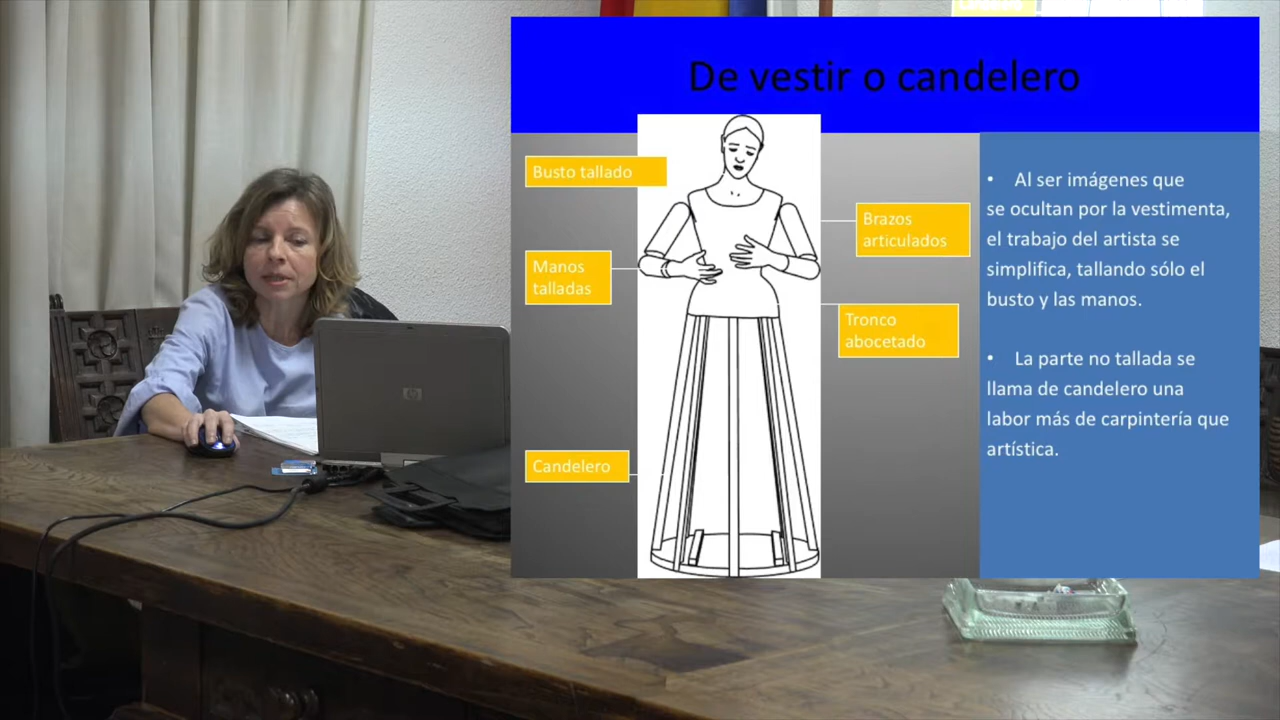 De vestir o candelero
Busto tallado
Manos
talladas
Candelero
Brazos
articulados
Tronco
abocetado
• Al ser imágenes que
se ocultan por la vestimenta,
el trabajo del artista se
simplifica, tallando sólo el
busto y las manos.
• La parte no tallada se
llama de candelero una
labor más de carpintería que
artística.
hp